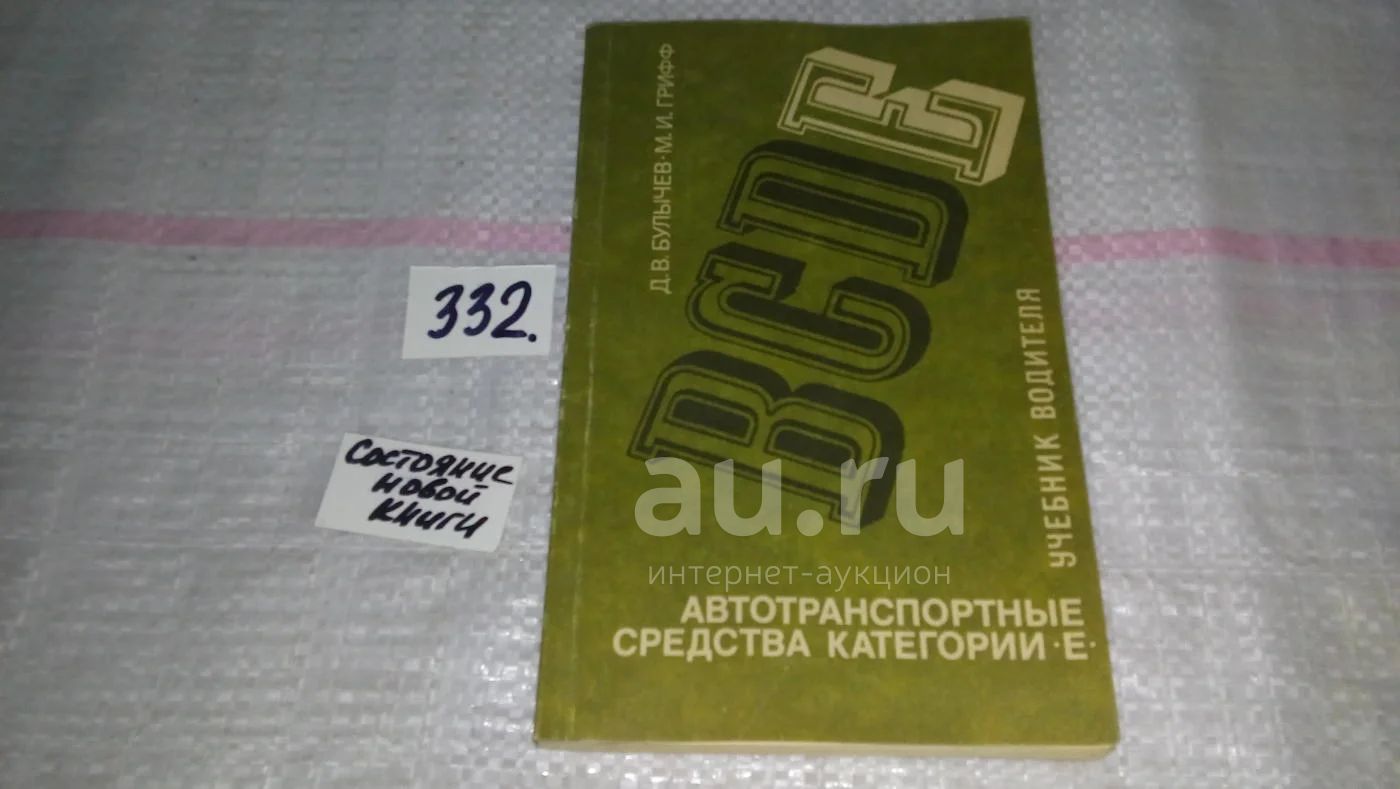 Д.В.БУЛЫЧЕВ·М.И.ГРИФФ
BCDE
УЧЕБНИК ВОДИТЕЛЯ
АВТОТРАНСПОРТНЫЕ
СРЕДСТВА КАТЕГОРИИ ·Е·
332.
Состояние
новой
книги
au.ru
интернет-аукцион